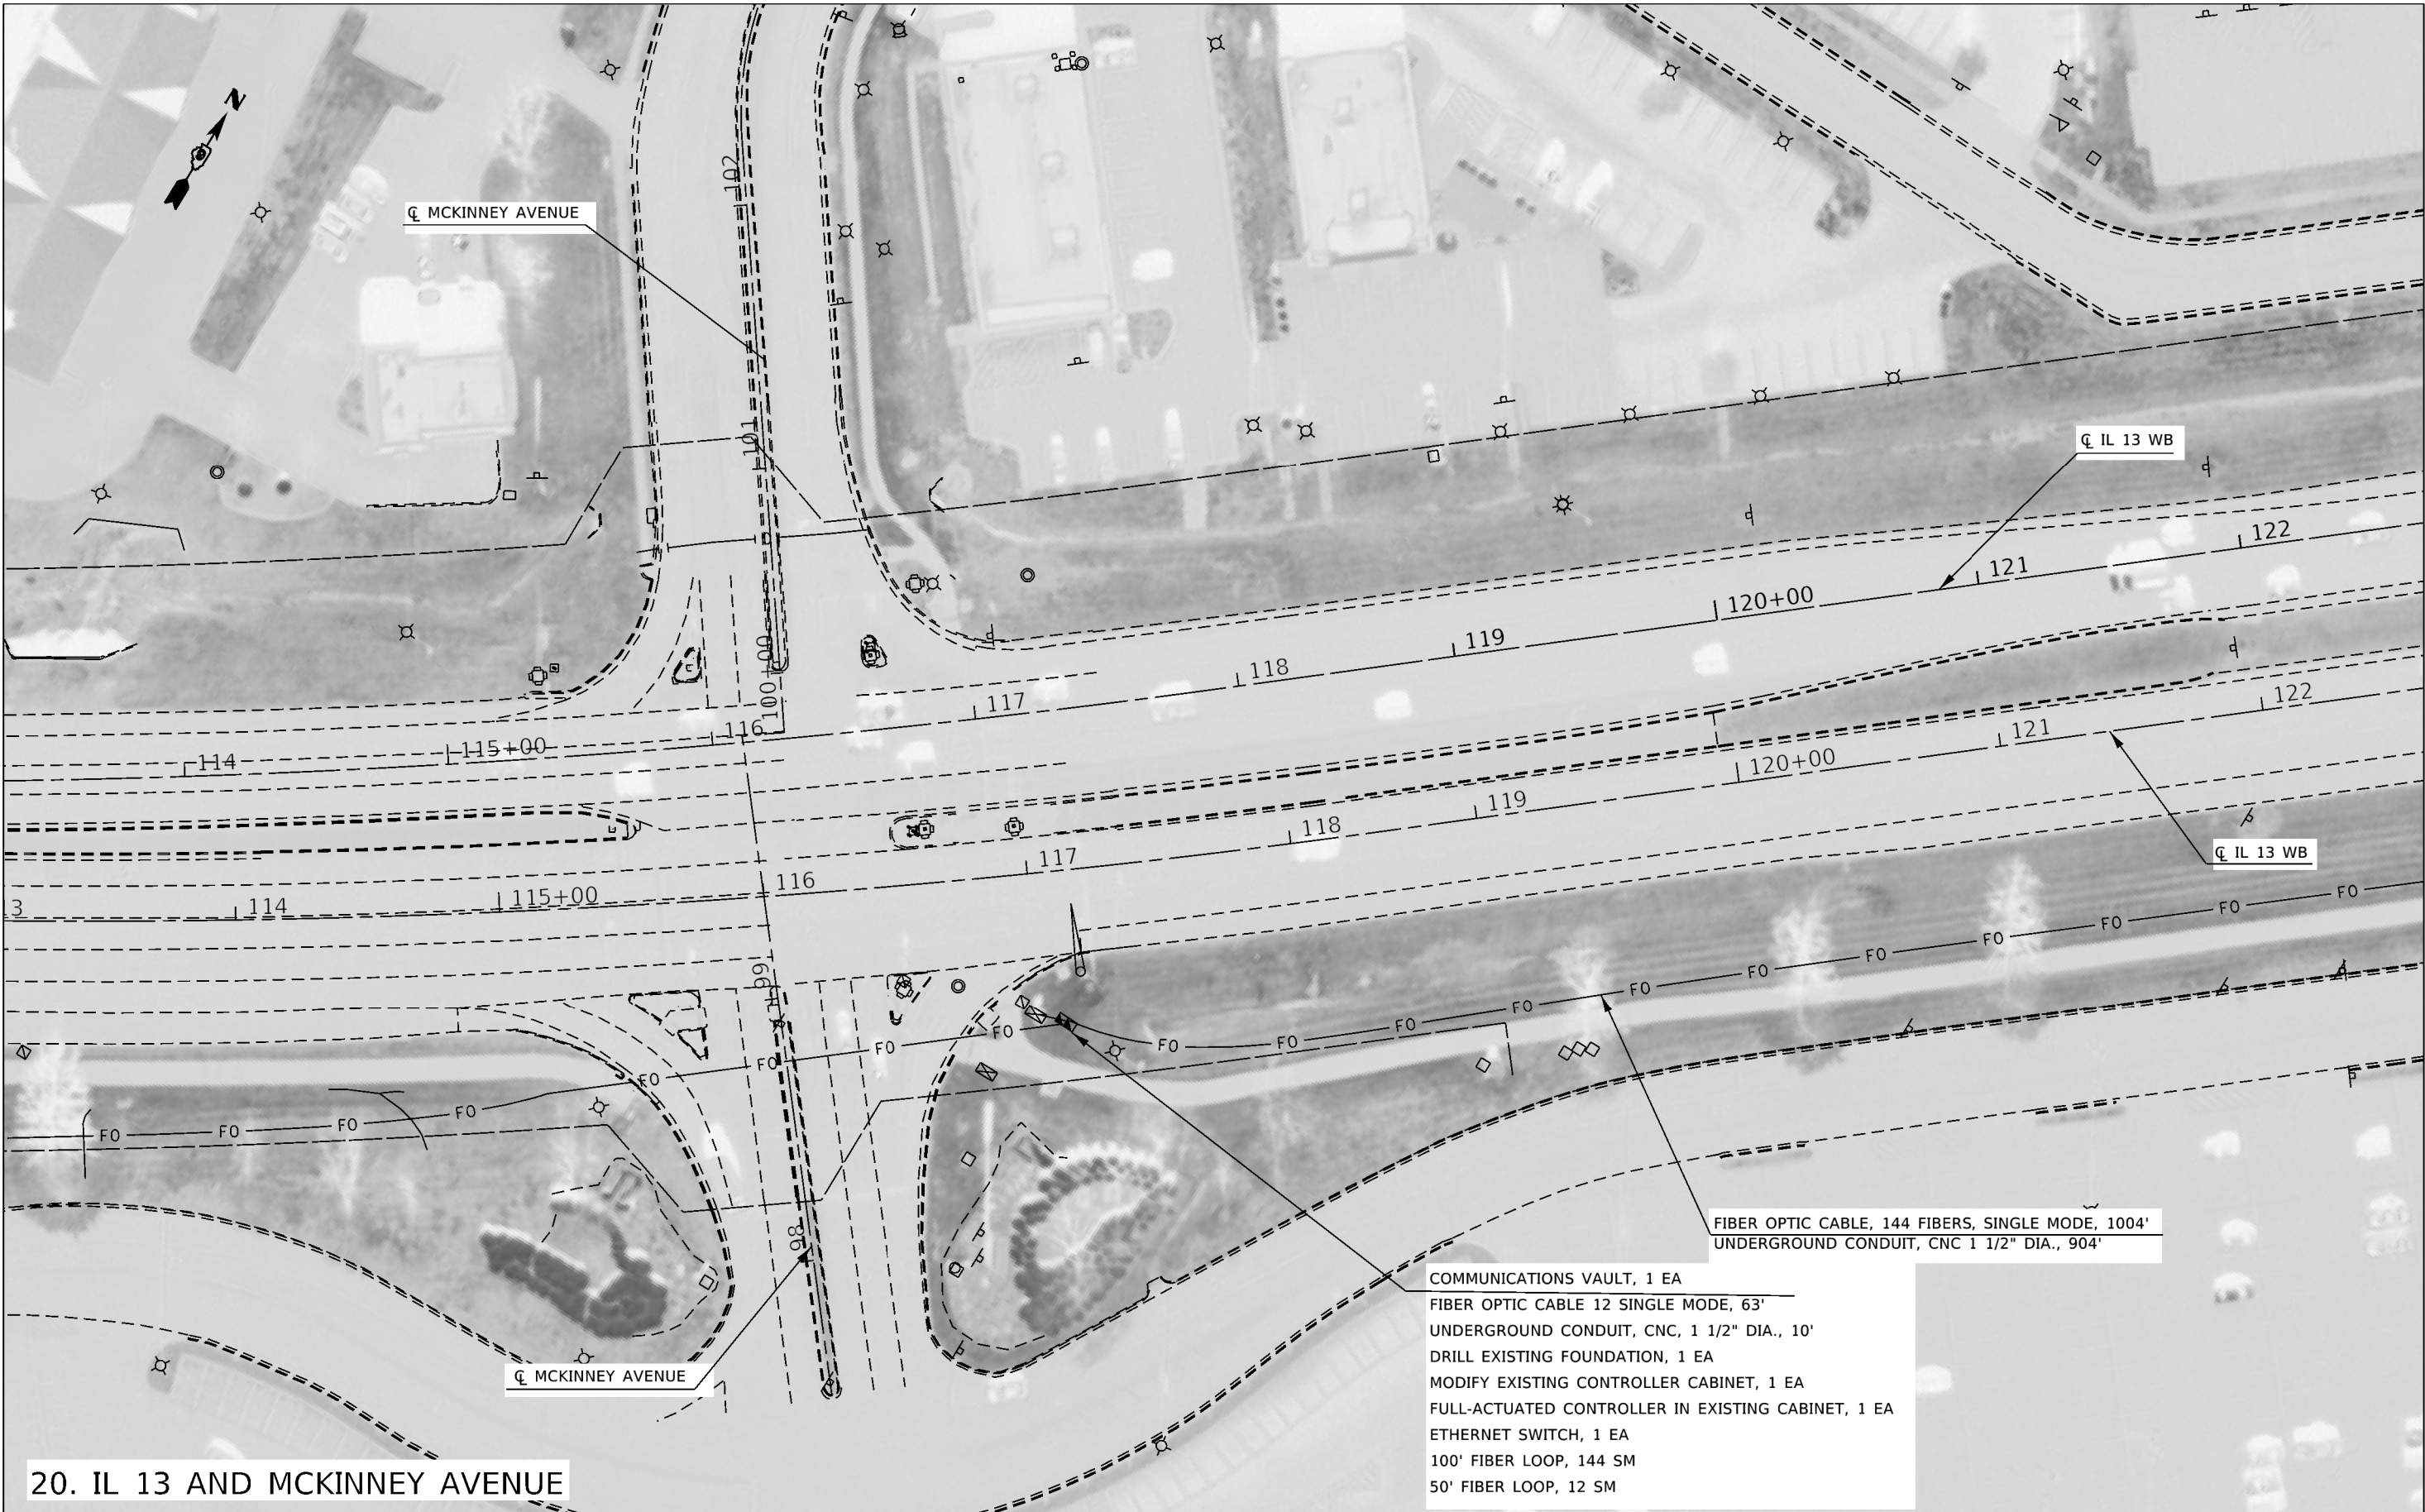 N
102
℄ MCKINNEY AVENUE
101
℄ IL 13 WB
122
121
120+00
119
118
117
100+00
116
115+00
114
122
121
120+00
119
118
117
116
115+00
114
13
℄ IL 13 WB
99
FO FO FO FO FO FO FO FO FO FO FO
FO FO FO FO
FO FO FO FO
98
FIBER OPTIC CABLE, 144 FIBERS, SINGLE MODE, 1004'
UNDERGROUND CONDUIT, CNC 1 1/2" DIA., 904'
COMMUNICATIONS VAULT, 1 EA
FIBER OPTIC CABLE 12 SINGLE MODE, 63'
UNDERGROUND CONDUIT, CNC, 1 1/2" DIA., 10'
DRILL EXISTING FOUNDATION, 1 EA
MODIFY EXISTING CONTROLLER CABINET, 1 EA
FULL-ACTUATED CONTROLLER IN EXISTING CABINET, 1 EA
ETHERNET SWITCH, 1 EA
100' FIBER LOOP, 144 SM
50' FIBER LOOP, 12 SM
℄ MCKINNEY AVENUE
20. IL 13 AND MCKINNEY AVENUE